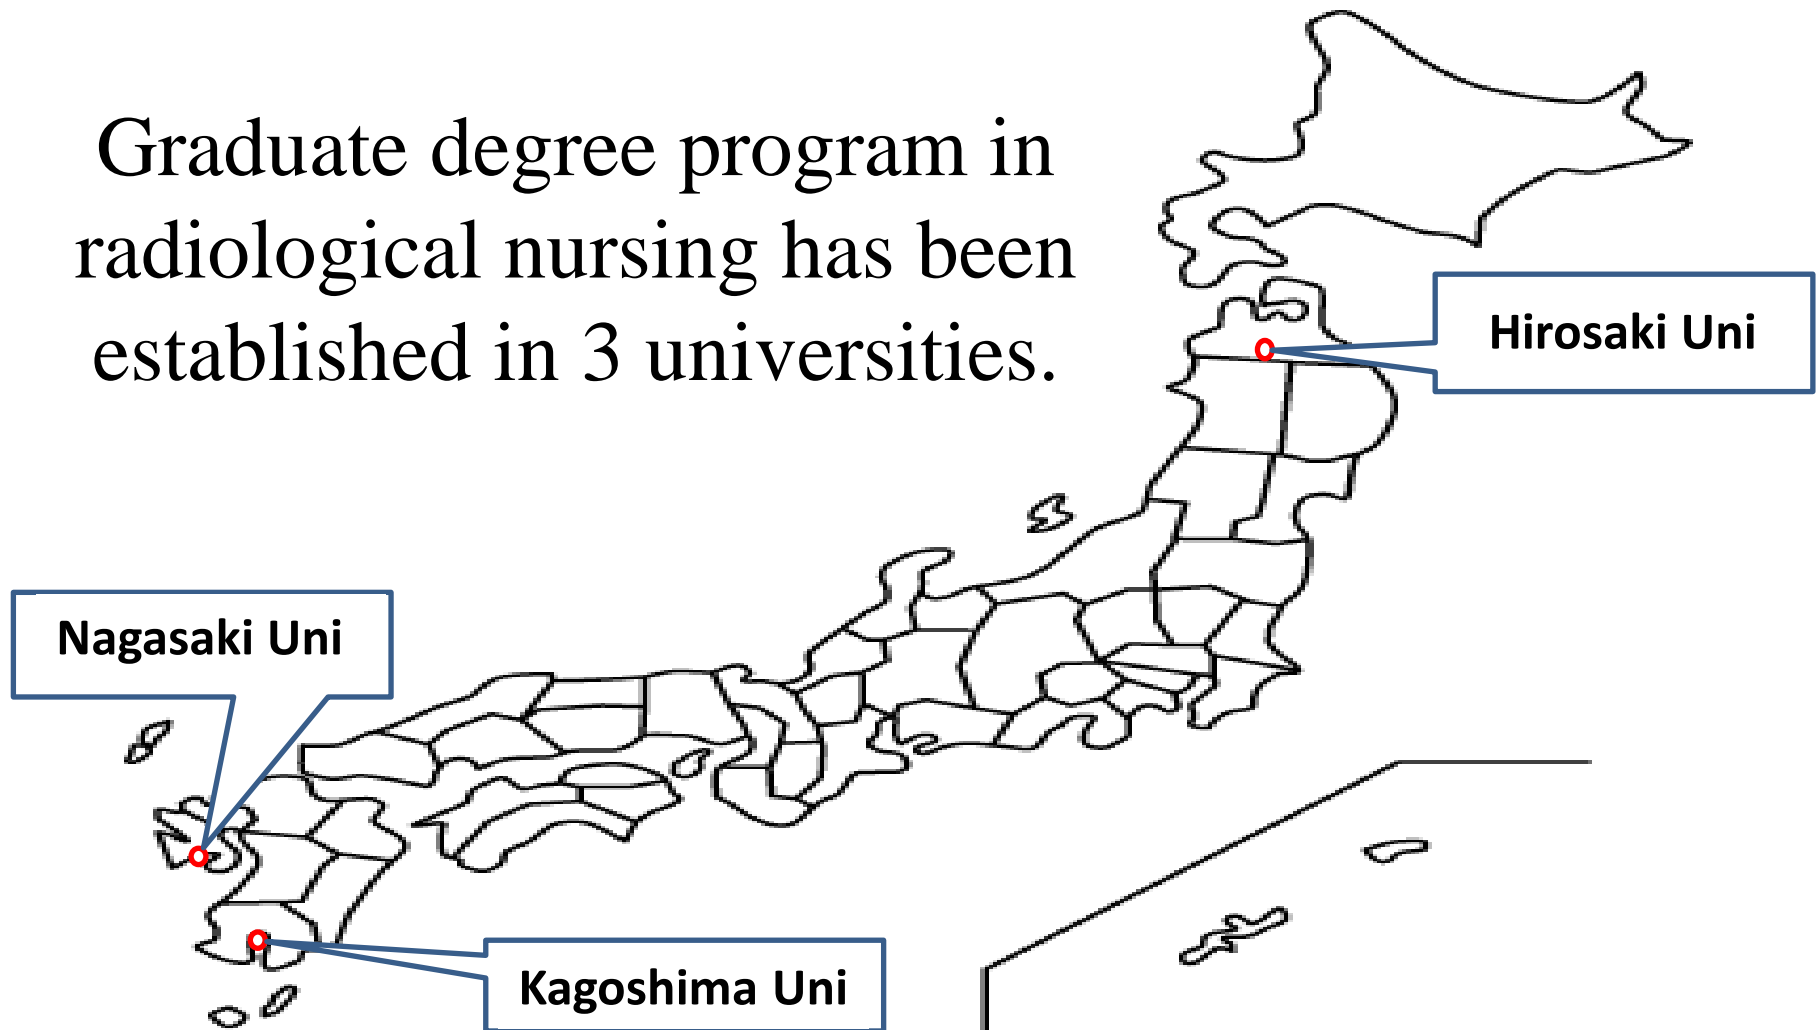 Graduate degree program in
radiological nursing has been
established in 3 universities.
Hirosaki Uni
Nagasaki Uni
Kagoshima Uni